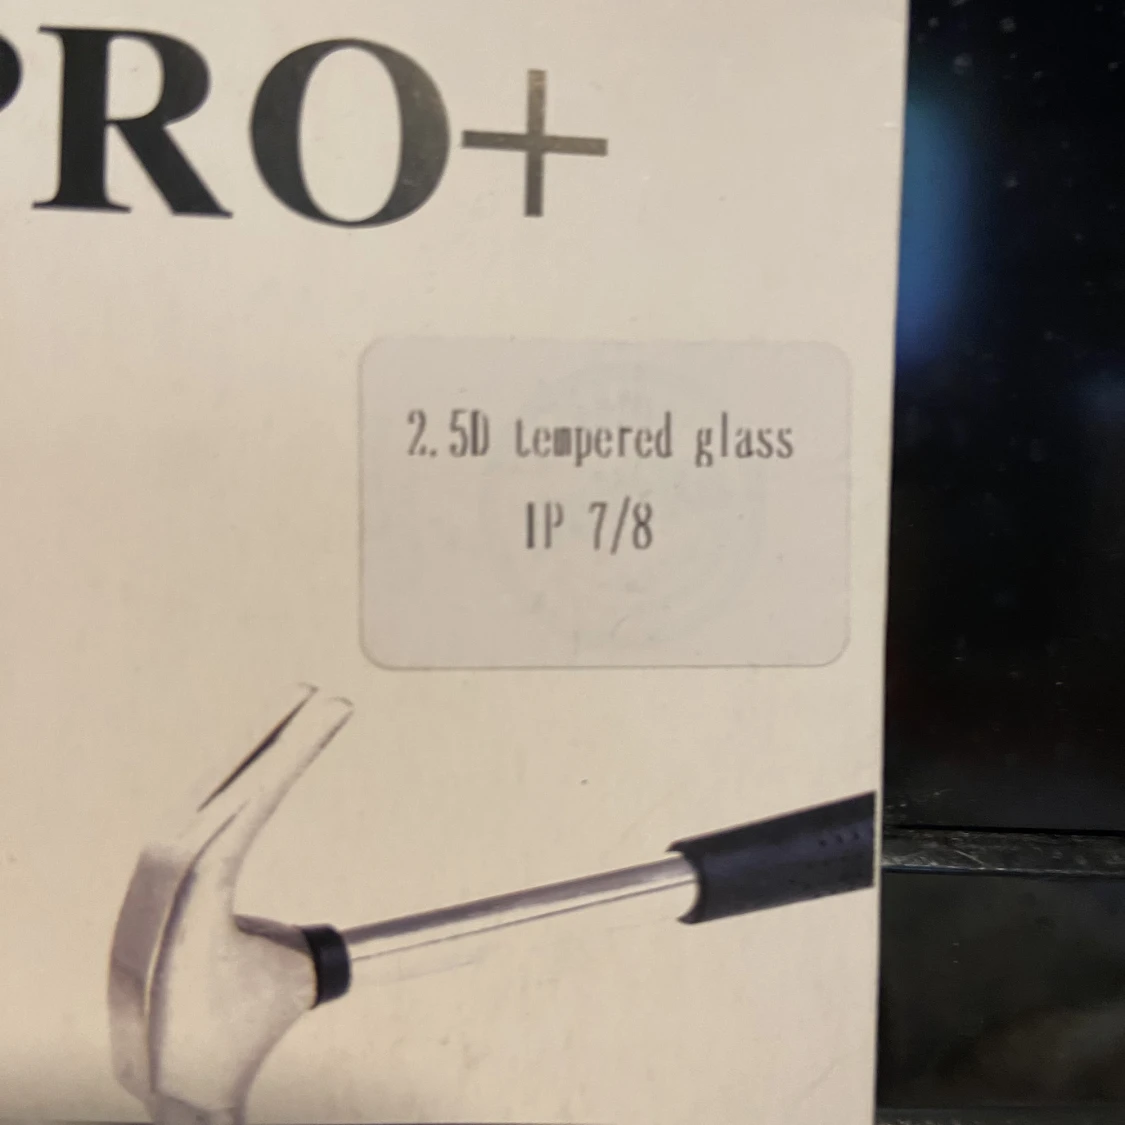 PRO+
2.5D tempered glass
IP 7/8